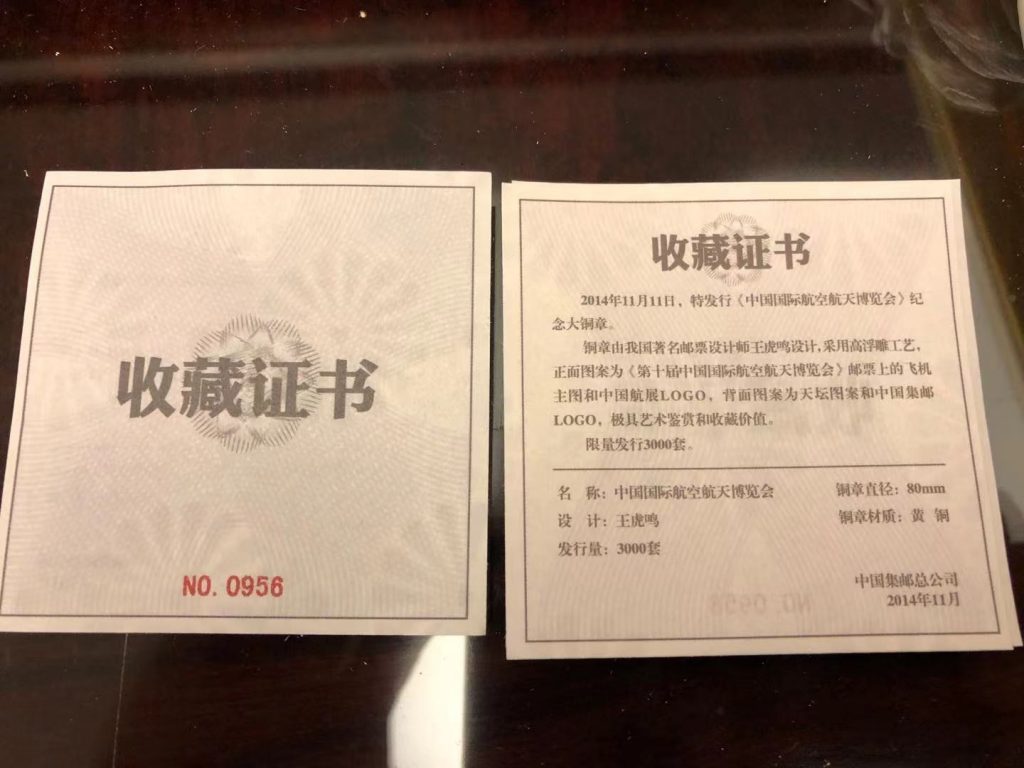 收藏证书
NO. 0956
收藏证书
2014年11月11日，特发行《中国国际航空航天博览会》纪
念大铜章。
铜章由我国著名邮票设计师王虎鸣设计,采用高浮雕工艺，
正面图案为《第十届中国国际航空航天博览会》邮票上的飞机
主图和中国航展LOGO，背面图案为天坛图案和中国集邮
LOGO，极具艺术鉴赏和收藏价值。
限量发行3000套。
名 称：中国国际航空航天博览会 铜章直径：80mm
设 计：王虎鸣 铜章材质：黄 铜
发行量：3000套
中国集邮总公司
2014年11月